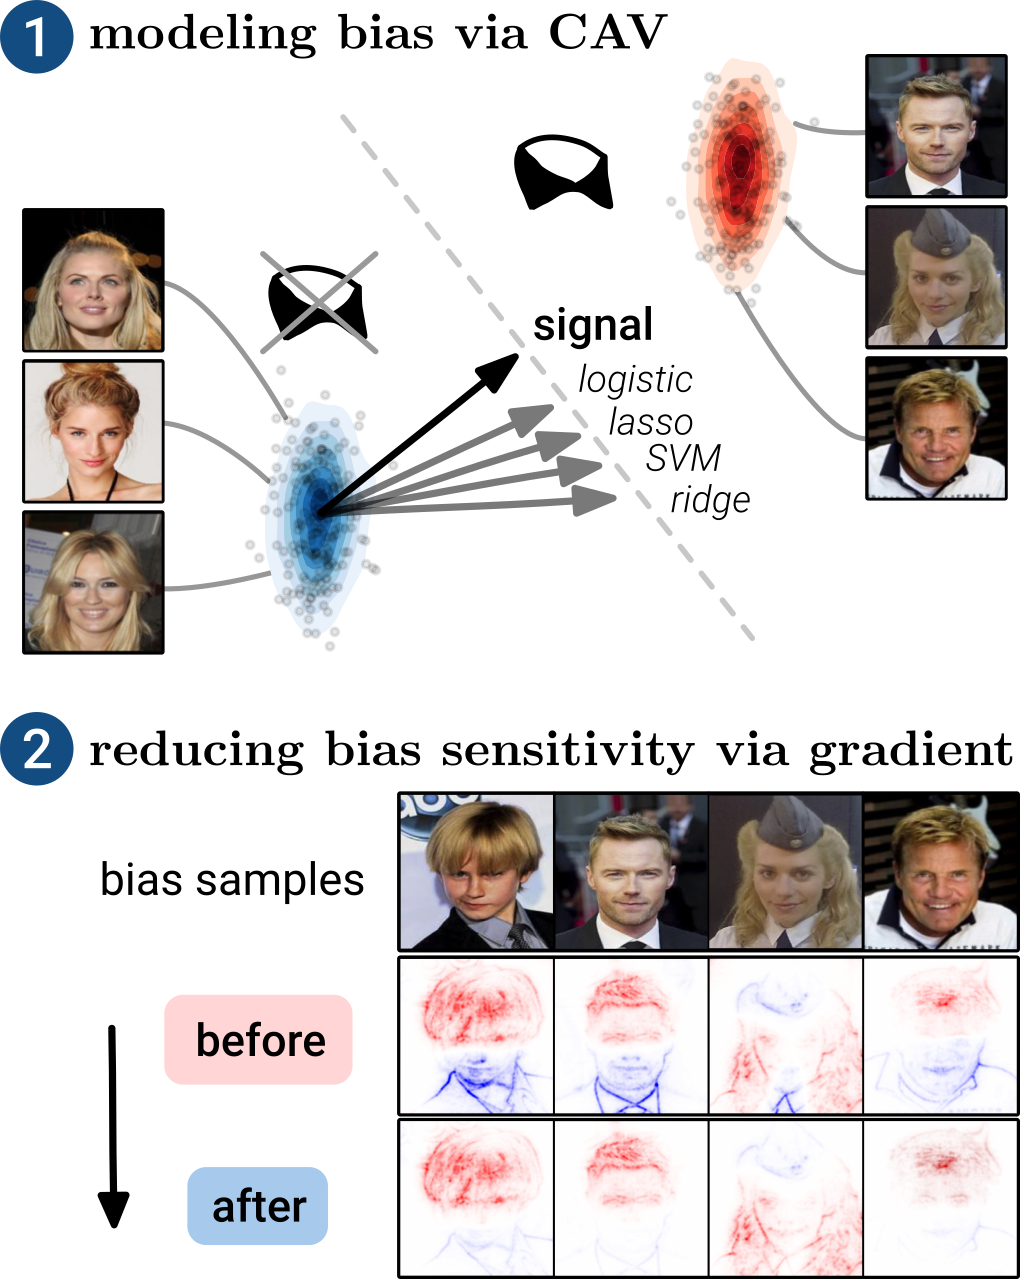 1 modeling bias via CAV
signal
logistic
lasso
SVM
ridge
2 reducing bias sensitivity via gradient
bias samples
abc
before
after